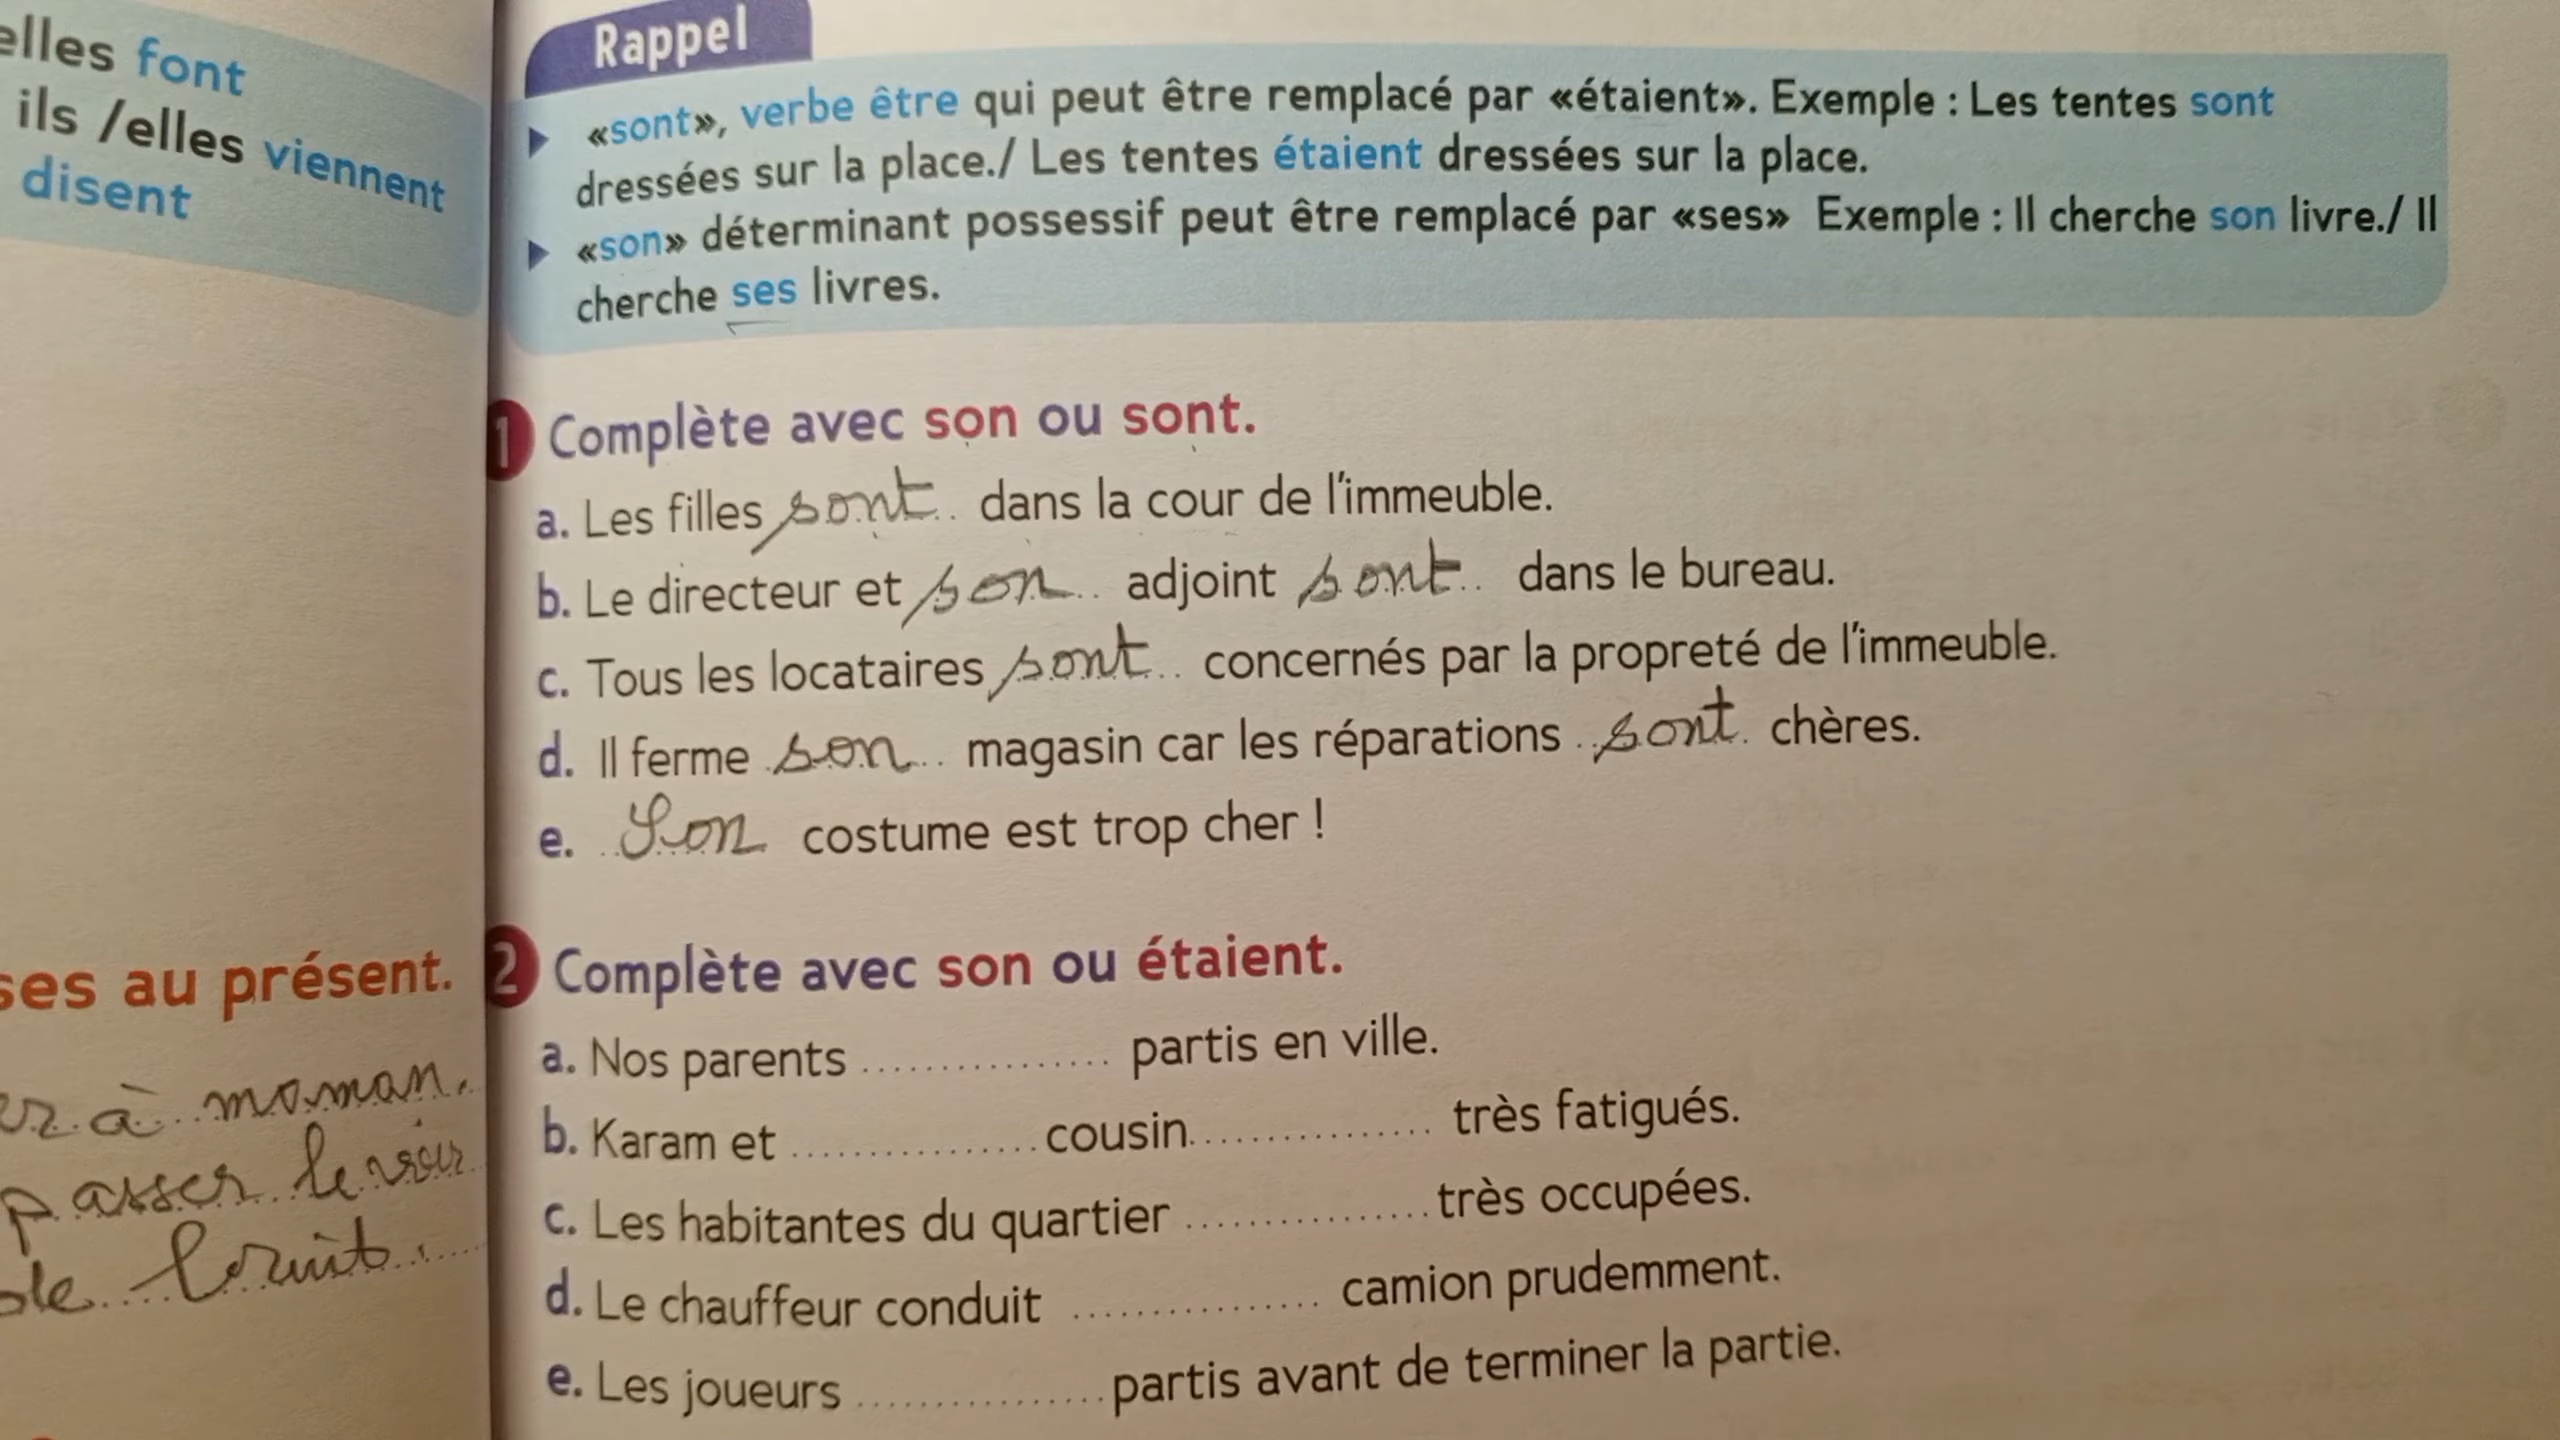 elles font
ils /elles viennent
disent
ses au présent.
à maman.
passer le voir
de bruit.
Rappel
«sont», verbe être qui peut être remplacé par «étaient». Exemple : Les tentes sont
dressées sur la place./ Les tentes étaient dressées sur la place.
«son» déterminant possessif peut être remplacé par «ses» Exemple : Il cherche son livre./ Il
cherche ses livres.
1 Complète avec son ou sont.
a. Les filles sont dans la cour de l'immeuble.
b. Le directeur et son adjoint sont dans le bureau.
c. Tous les locataires sont concernés par la propreté de l'immeuble.
d. Il ferme son magasin car les réparations sont chères.
e. Son costume est trop cher !
2 Complète avec son ou étaient.
a. Nos parents ................ partis en ville.
b. Karam et ................ cousin................ très fatigués.
c. Les habitantes du quartier ................ très occupées.
d. Le chauffeur conduit ................ camion prudemment.
e. Les joueurs ................ partis avant de terminer la partie.